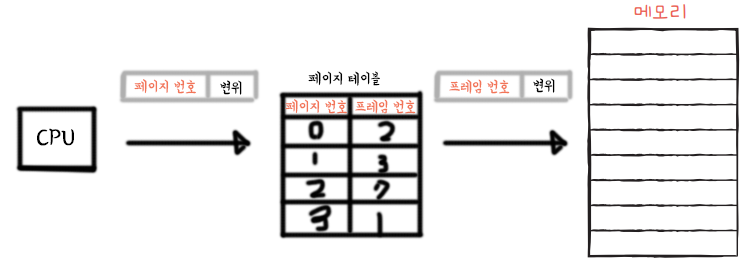 메모리
페이지 번호 변위
페이지 테이블
프레임 번호 변위
CPU
페이지 번호 프레임 번호
0 2
1 3
2 7
3 1